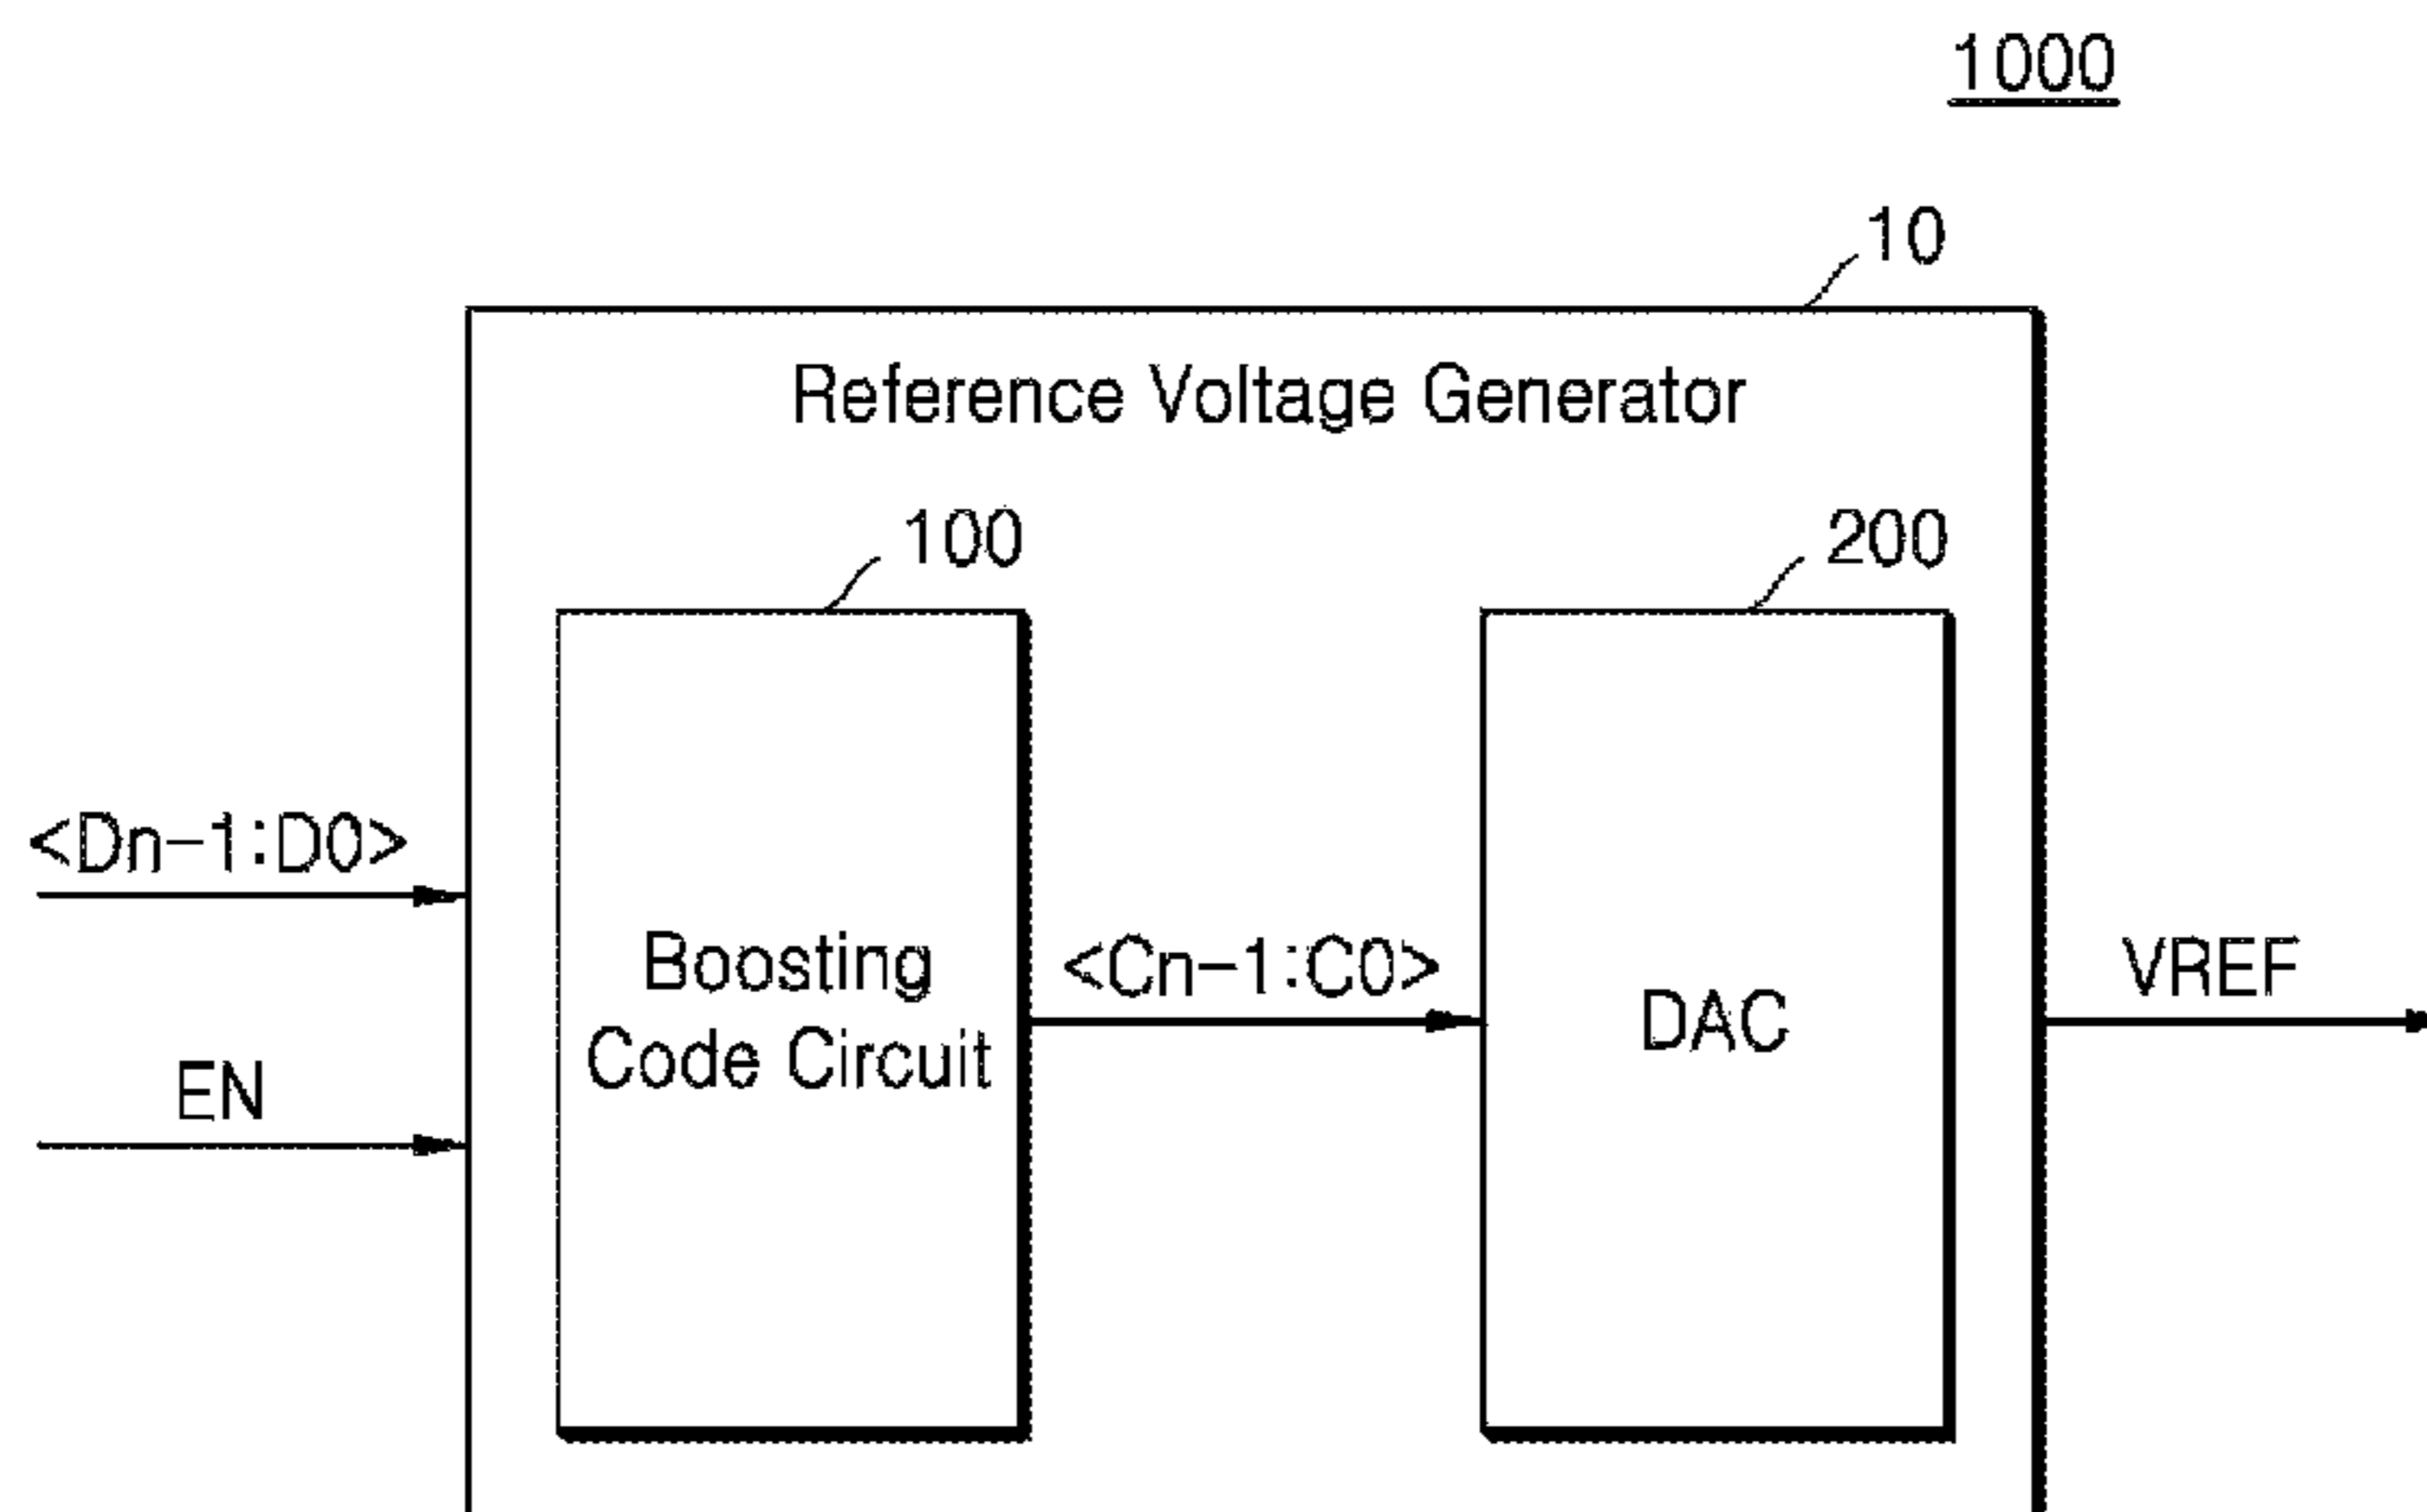 1000
10
Reference Voltage Generator
100
200
<Dn-1:D0>
Boosting
Code Circuit
<Cn-1:C0>
DAC
VREF
EN